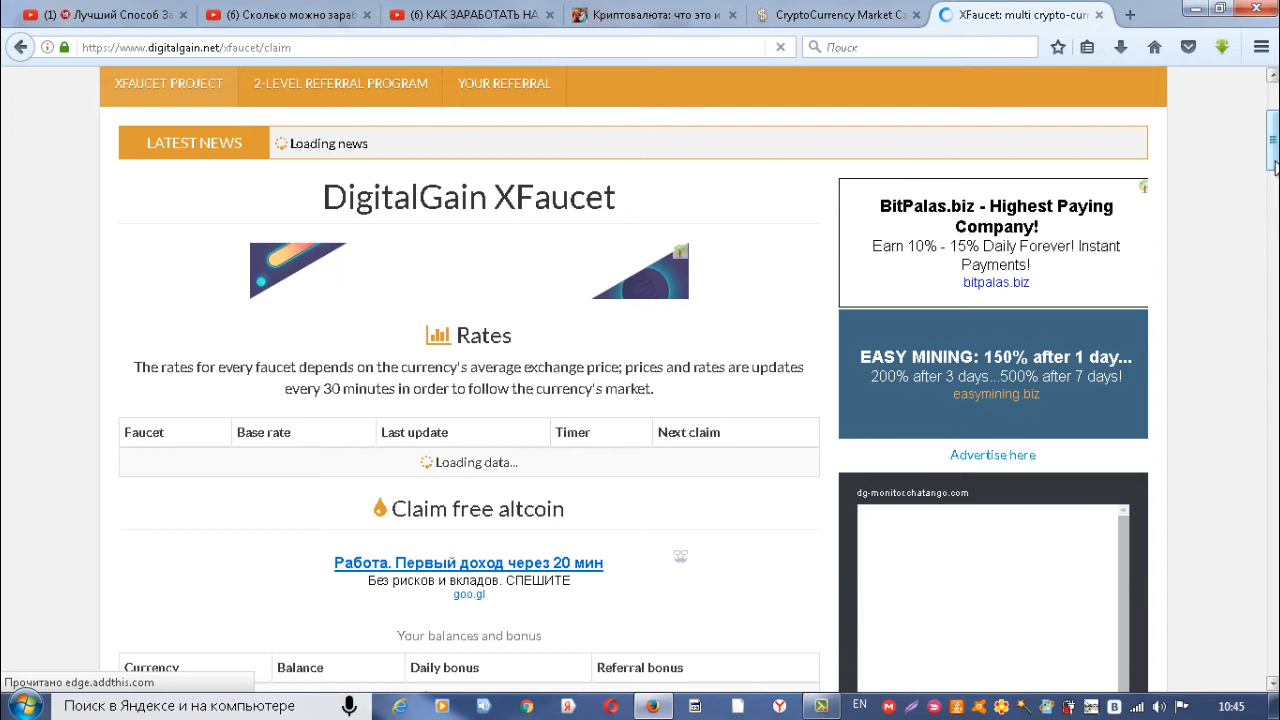 (1) Лучший Способ За
(6) Сколько можно зараб
(6) КАК ЗАРАБОТАТЬ НА
Криптовалюта: что это и
CryptoCurrency Market Ca
XFaucet: multi crypto-curr
https://www.digitalgain.net/xfaucet/claim
Поиск
XFAUCET PROJECT
2-LEVEL REFERRAL PROGRAM
YOUR REFERRAL
LATEST NEWS
Loading news
DigitalGain XFaucet
BitPalas.biz - Highest Paying
Company!
Earn 10% - 15% Daily Forever! Instant
Payments!
bitpalas.biz
Rates
The rates for every faucet depends on the currency's average exchange price; prices and rates are updates
every 30 minutes in order to follow the currency's market.
EASY MINING: 150% after 1 day...
200% after 3 days...500% after 7 days!
easymining.biz
Faucet Base rate Last update Timer Next claim
Loading data...
Advertise here
dg-monitor.chatango.com
Claim free altcoin
Работа. Первый доход через 20 мин
Без рисков и вкладов. СПЕШИТЕ
goo.gl
Your balances and bonus
Currency Balance Daily bonus Referral bonus
Прочитано edge.addthis.com
Поиск в Яндексе и на компьютере
EN
10:45